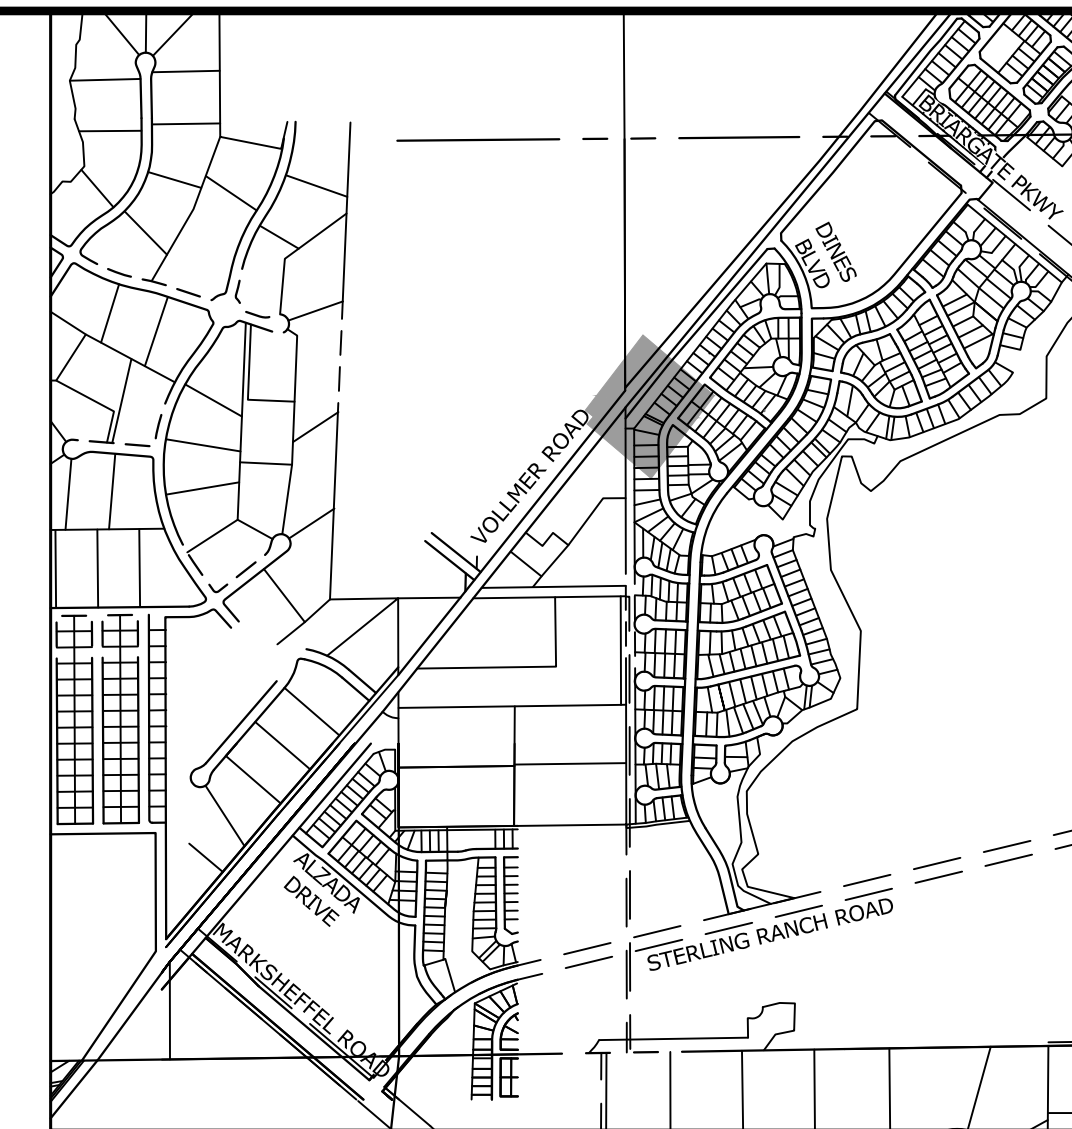 BRIARGATE PKWY
DINES
BLVD
VOLLMER ROAD
ALZADA
DRIVE
STERLING RANCH ROAD
MARKSHEFFEL ROAD